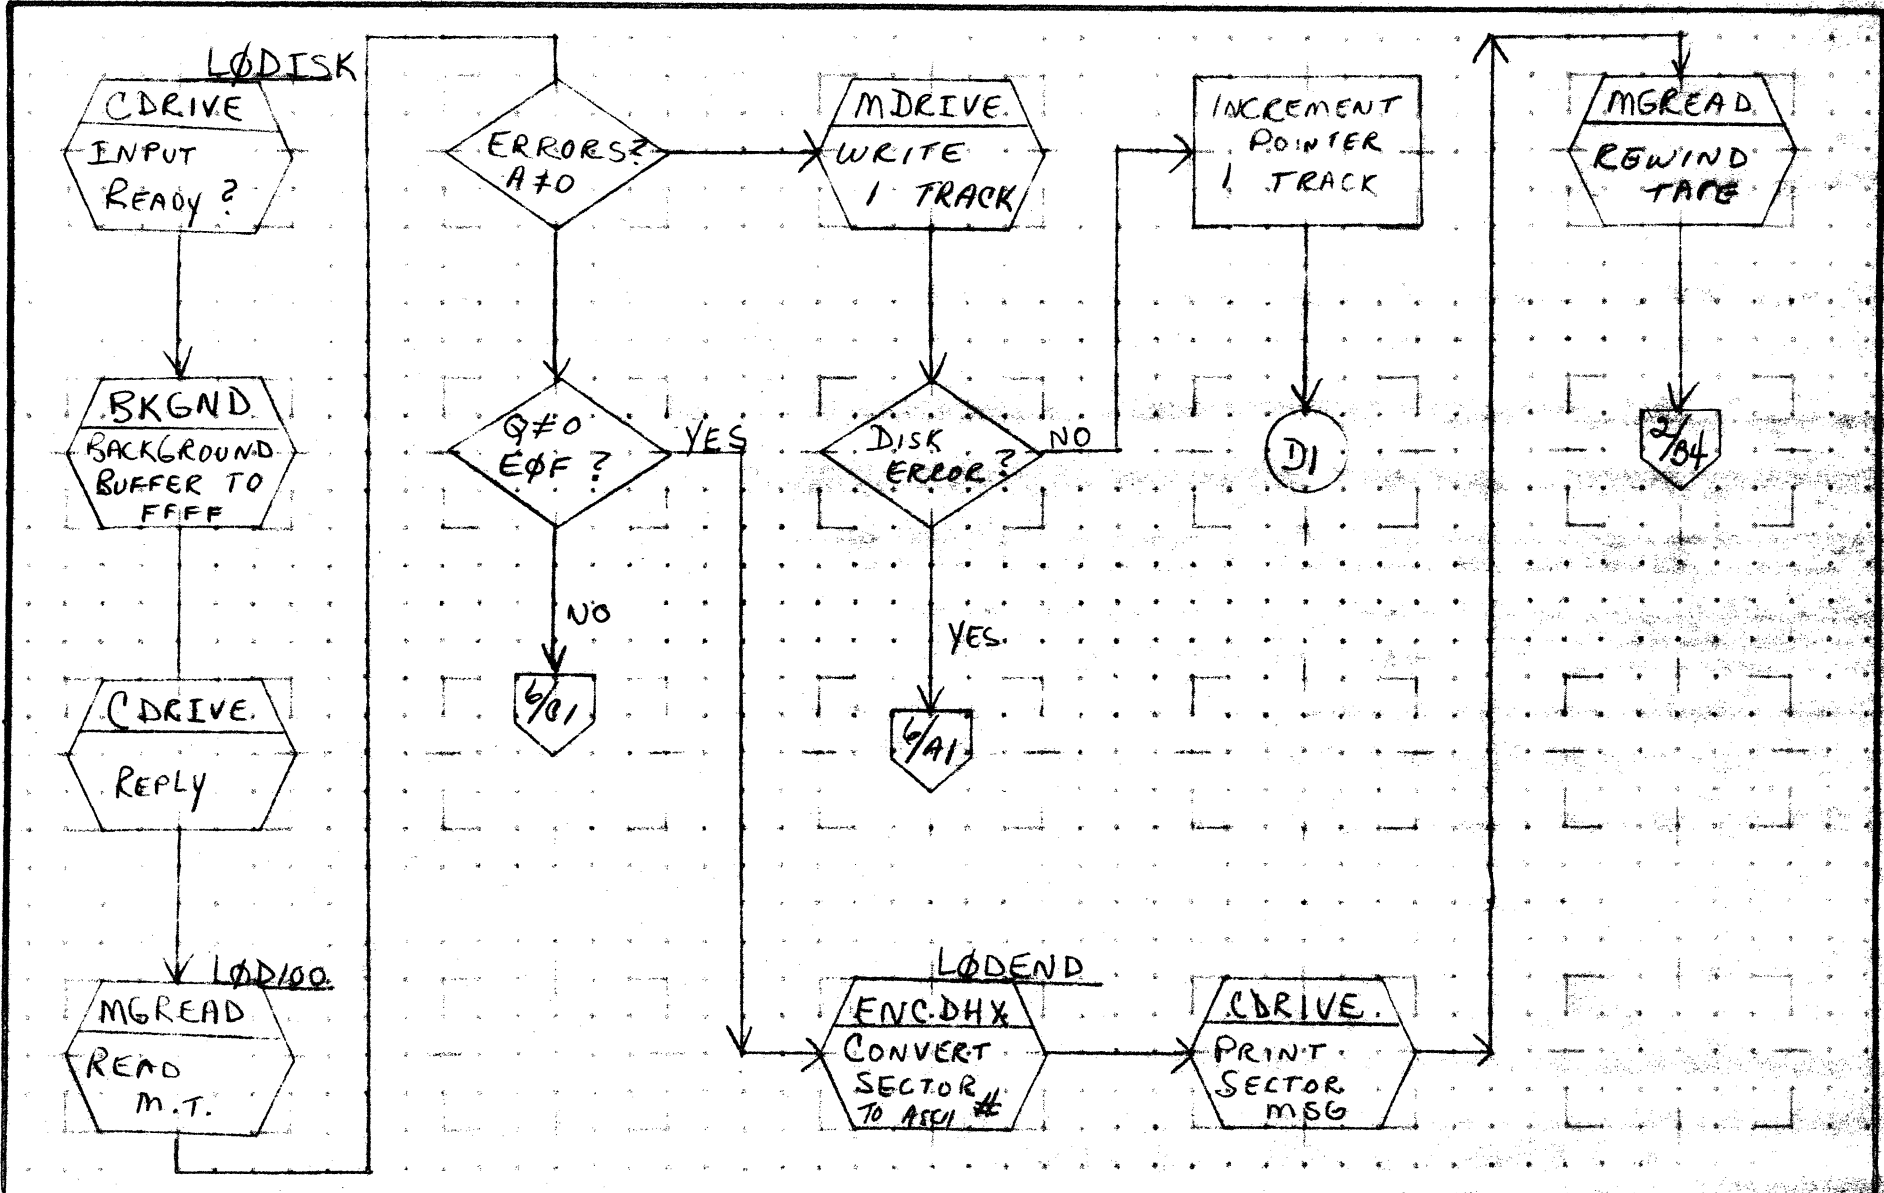 LØDISK
CDRIVE
INPUT
READY ?
BKGND
BACKGROUND
BUFFER TO
FFFF
CDRIVE.
REPLY
LØD100
MGREAD
READ
M.T.
ERRORS?
A≠0
Q≠0
EØF ?
YES
NO
6/C1
MDRIVE.
WRITE
1 TRACK
DISK
ERROR ?
NO
YES.
6/A1
LØDEND
ENC.DHX
CONVERT
SECTOR
TO ASCII #
INCREMENT
POINTER
1 TRACK
D1
CDRIVE.
PRINT
SECTOR
MSG
MGREAD
REWIND
TAPE
2/B4